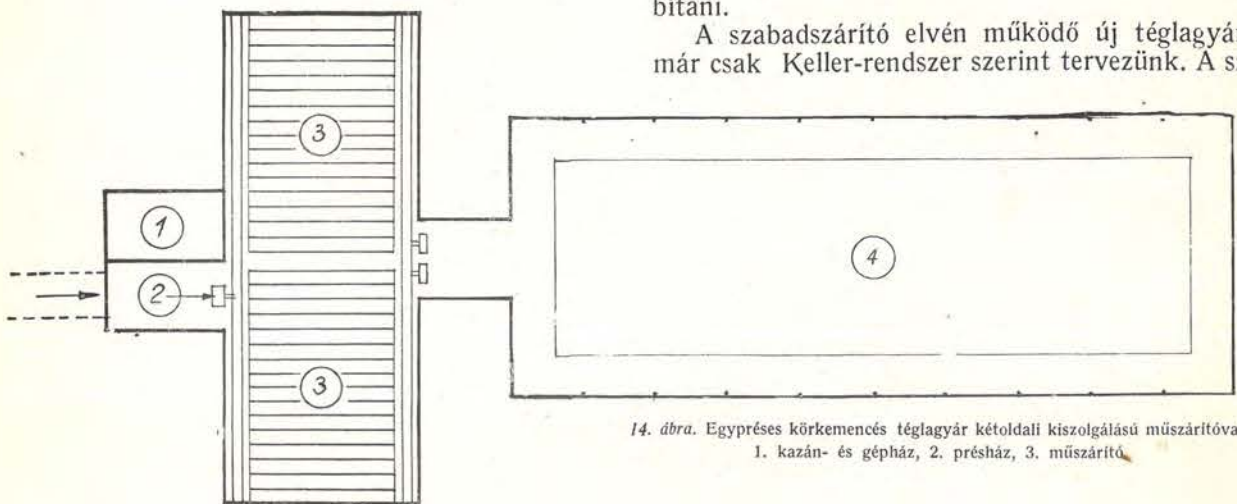 bítani.
A szabadszárító elvén működő új téglagyár
már csak Keller-rendszer szerint tervezünk. A s
3
1
2
4
3
14. ábra. Egypréses körkemencés téglagyár kétoldali kiszolgálású műszárítóva
1. kazán- és gépház, 2. présház, 3. műszárító